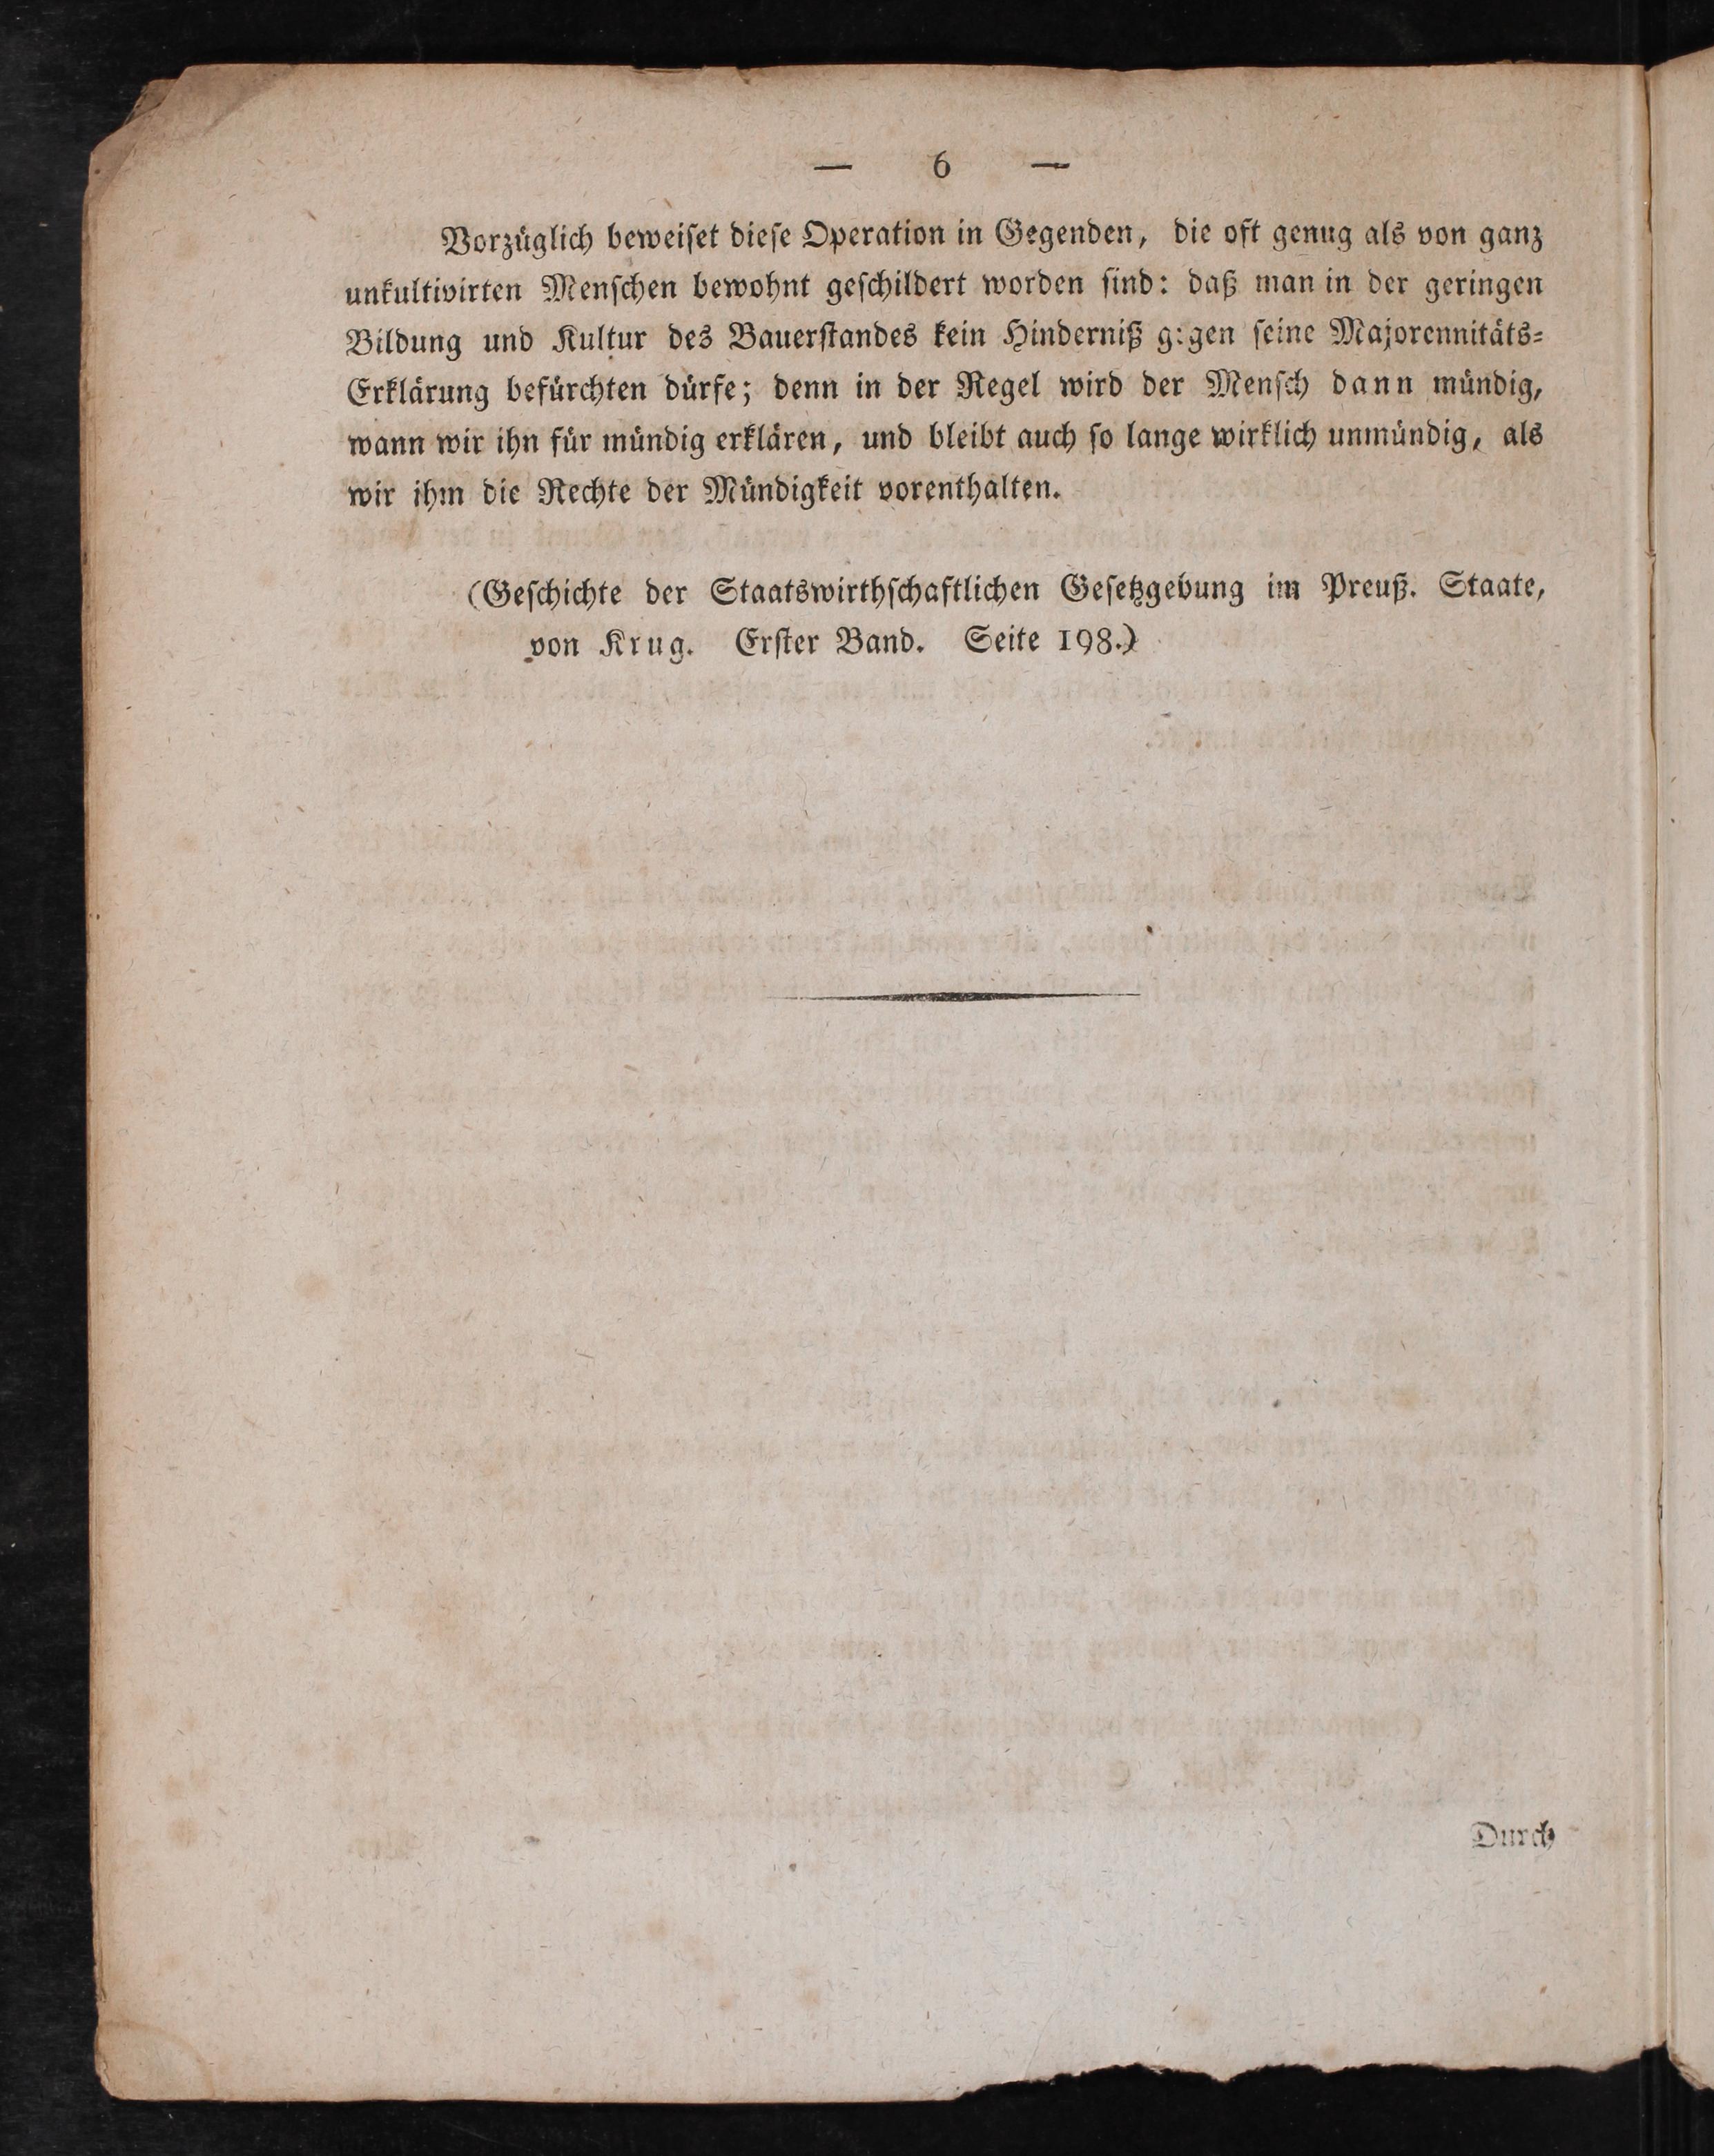 — 6 —
Vorzüglich beweiſet dieſe Operation in Gegenden, die oft genug als von ganz
unkultivirten Menſchen bewohnt geſchildert worden ſind: daß man in der geringen
Bildung und Kultur des Bauerſtandes kein Hinderniß gegen ſeine Majorennitäts⸗
Erklärung befürchten dürfe; denn in der Regel wird der Menſch dann mündig,
wann wir ihn für mündig erklären, und bleibt auch ſo lange wirklich unmündig, als
wir ihm die Rechte der Mündigkeit vorenthalten.
(Geſchichte der Staatswirthſchaftlichen Geſetzgebung im Preuß. Staate,
von Krug. Erſter Band. Seite 198.)
Durch